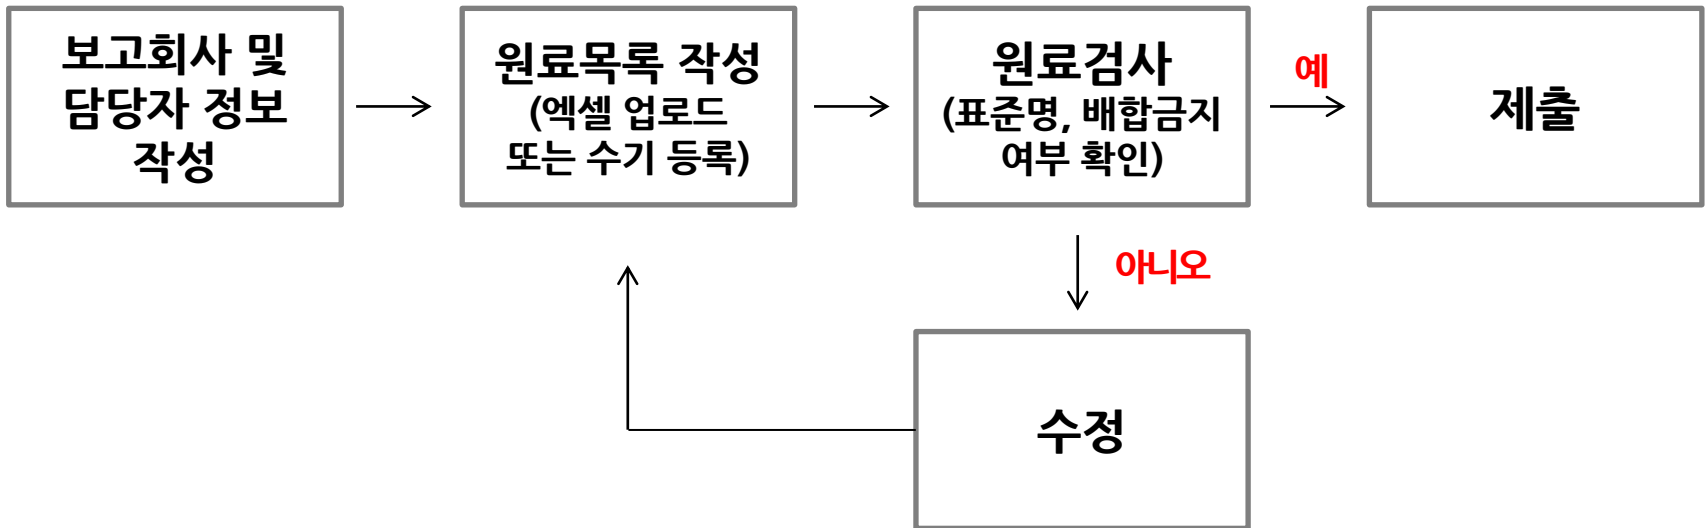 보고회사 및
담당자 정보
작성
원료목록 작성
(엑셀 업로드
또는 수기 등록)
원료검사
(표준명, 배합금지
여부 확인)
예
제출
아니오
수정